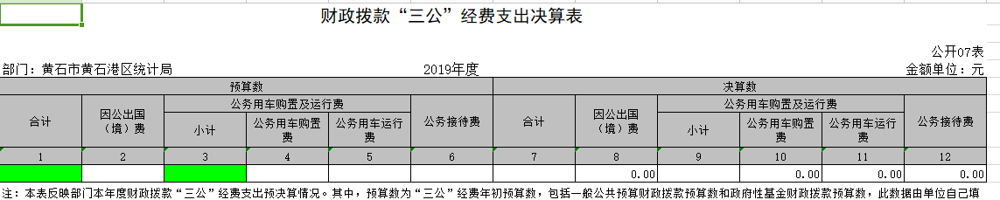 财政拨款“三公”经费支出决算表
公开07表
部门：黄石市黄石港区统计局 2019年度 金额单位：元
预算数 决算数
合计 因公出国（境）费 公务用车购置及运行费 公务接待费 合计 因公出国（境）费 公务用车购置及运行费 公务接待费
小计 公务用车购置费 公务用车运行费 小计 公务用车购置费 公务用车运行费
1 2 3 4 5 6 7 8 9 10 11 12
0.00 0.00 0.00 0.00
注：本表反映部门本年度财政拨款“三公”经费支出预决算情况。其中，预算数为“三公”经费年初预算数，包括一般公共预算财政拨款预算数和政府性基金财政拨款预算数，此数据由单位自己填